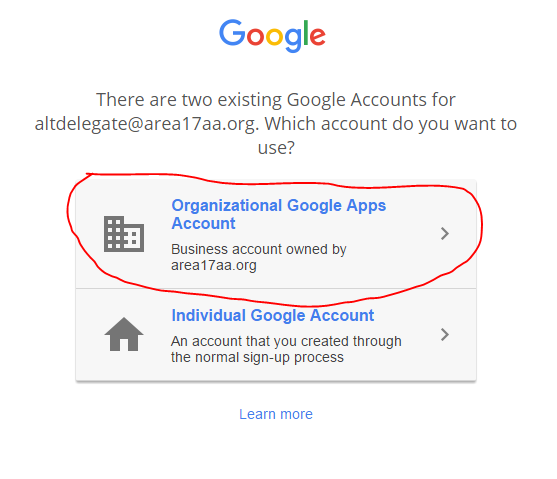 Google
There are two existing Google Accounts for
altdelegate@area17aa.org. Which account do you want to
use?
Organizational Google Apps
Account
Business account owned by
area17aa.org
Individual Google Account
An account that you created through
the normal sign-up process
Learn more